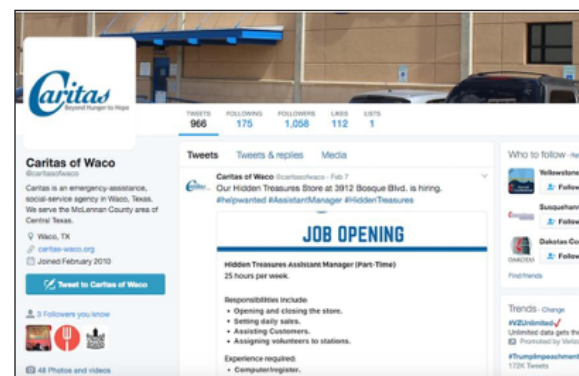 Caritas
Beyond Hunger to Hope
TWEETS
966
FOLLOWING
175
FOLLOWERS
1,058
LIKES
112
LISTS
1
Caritas of Waco
@caritasofwaco
Caritas is an emergency-assistance,
social-service agency in Waco, Texas.
We serve the McLennan County area of
Central Texas.
Waco, TX
caritas-waco.org
Joined February 2010
Tweet to Caritas of Waco
3 Followers you know
48 Photos and videos
Tweets Tweets & replies Media
Caritas of Waco @caritasofwaco · Feb 7
Our Hidden Treasures Store at 3912 Bosque Blvd. is hiring.
#helpwanted #AssistantManager #HiddenTreasures
JOB OPENING
Hidden Treasures Assistant Manager (Part-Time)
25 hours per week.
Responsibilities include:
• Opening and closing the store.
• Setting daily sales.
• Assisting Customers.
• Assigning volunteers to stations.
Experience required:
• Computer/register.
Who to follow
Yellowstone
Follow
Susquehann
Follow
Dakotas Co
Follow
DAKOTAS
Find friends
Trends · Change
#VZUnlimited
Unlimited data gets th
Promoted by Verizo
#TrumpImpeachment
172K Tweets